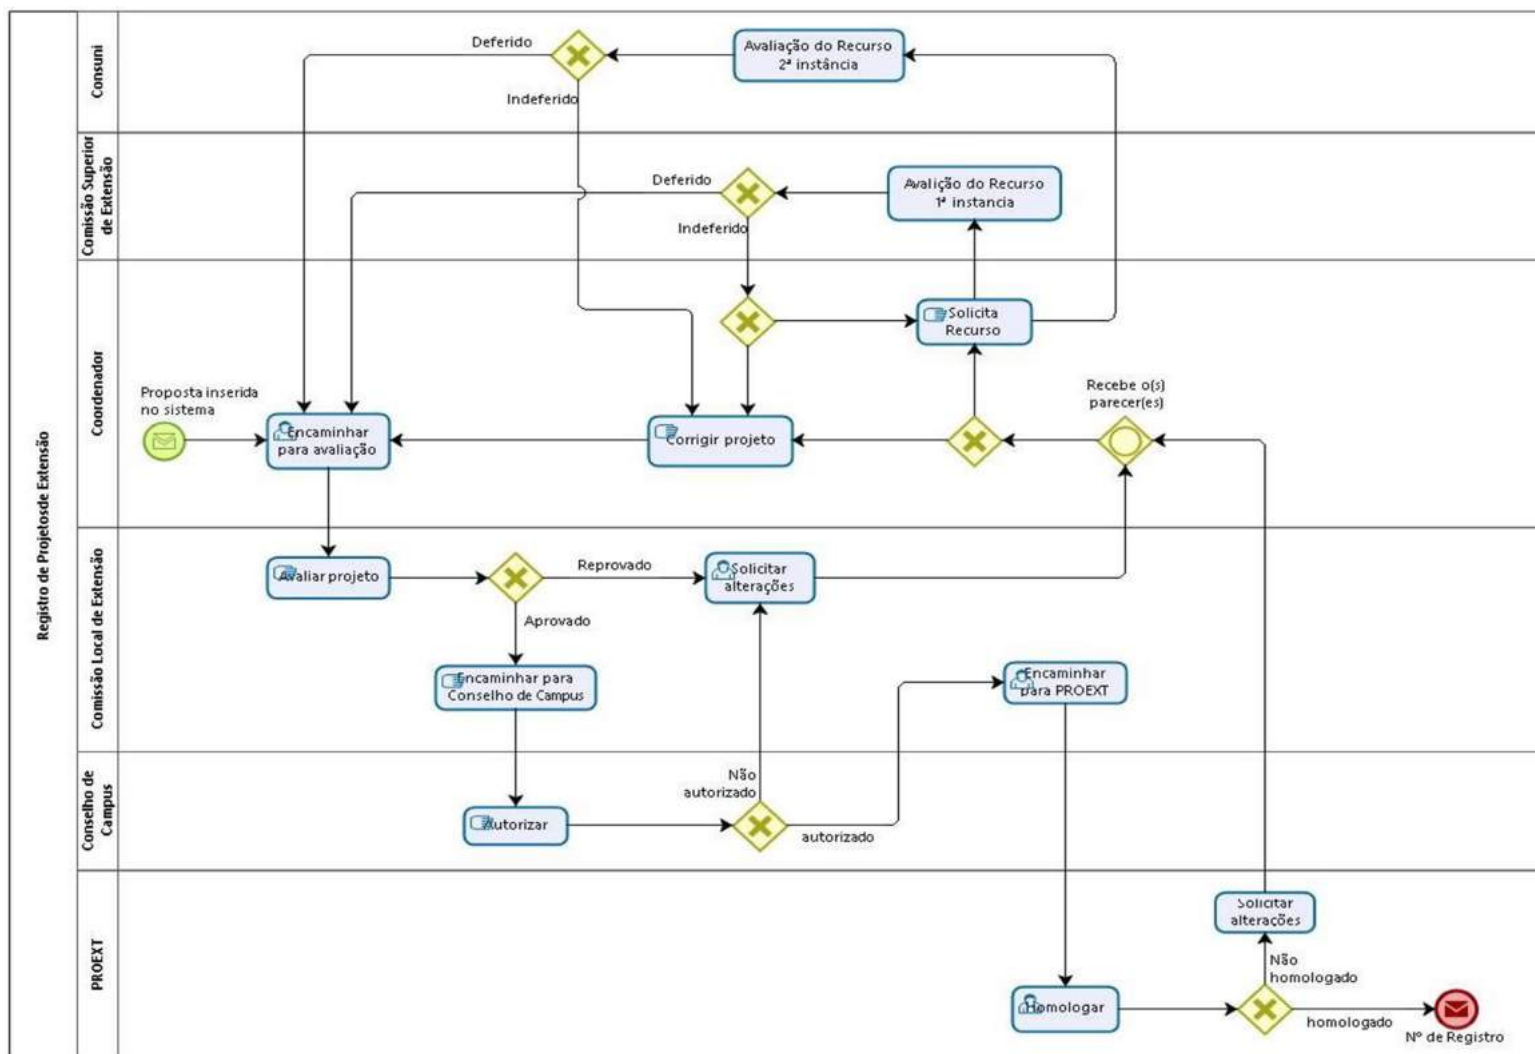 Registro de Projetosde Extensão
Consuni
Deferido
Indeferido
Avaliação do Recurso
2ª instância
Comissão Superior
de Extensão
Deferido
Indeferido
Avalição do Recurso
1ª instancia
Coordenador
Proposta inserida
no sistema
Encaminhar
para avaliação
Corrigir projeto
Solicita
Recurso
Recebe o(s)
parecer(es)
Comissão Local de Extensão
Avaliar projeto
Reprovado
Aprovado
Solicitar
alterações
Encaminhar para
Conselho de Campus
Encaminhar
para PROEXT
Conselho de
Campus
Autorizar
Não
autorizado
autorizado
PROEXT
Homologar
Solicitar
alterações
Não
homologado
homologado
Nº de Registro